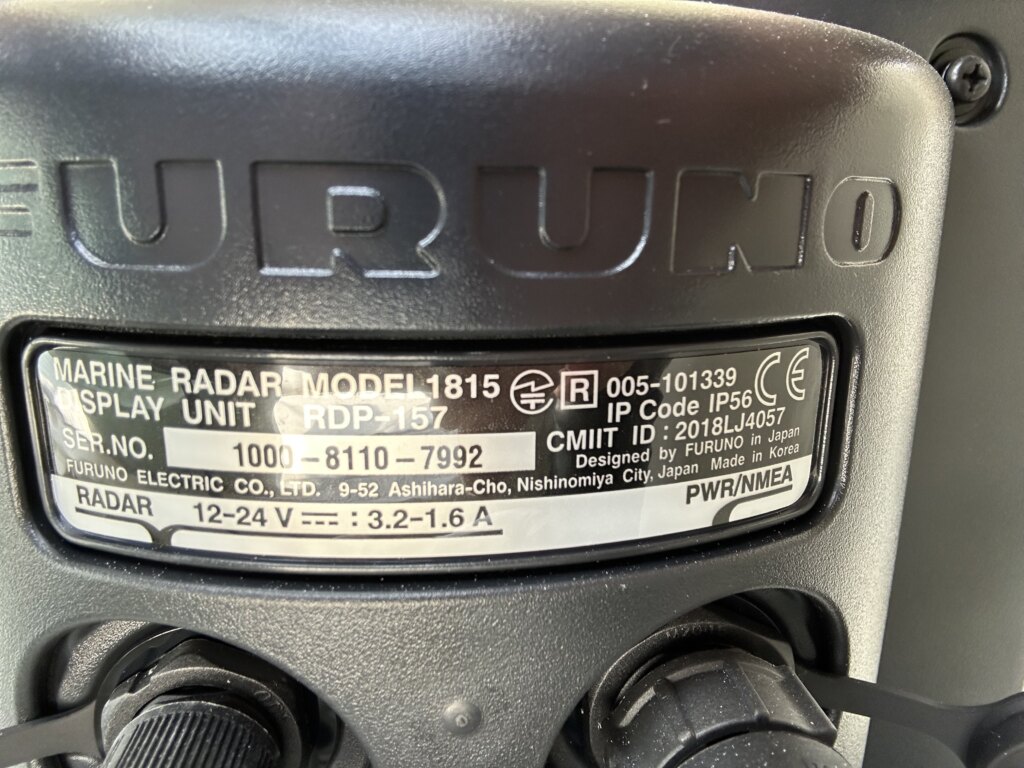 FURUNO
MARINE RADAR MODEL1815
DISPLAY UNIT RDP-157
SER.NO. 1000-8110-7992
R 005-101339 CE
IP Code IP56
CMIIT ID : 2018LJ4057
Designed by FURUNO in Japan
FURUNO ELECTRIC CO., LTD. 9-52 Ashihara-Cho, Nishinomiya City, Japan Made in Korea
RADAR 12-24 V ⎓ : 3.2-1.6 A PWR/NMEA